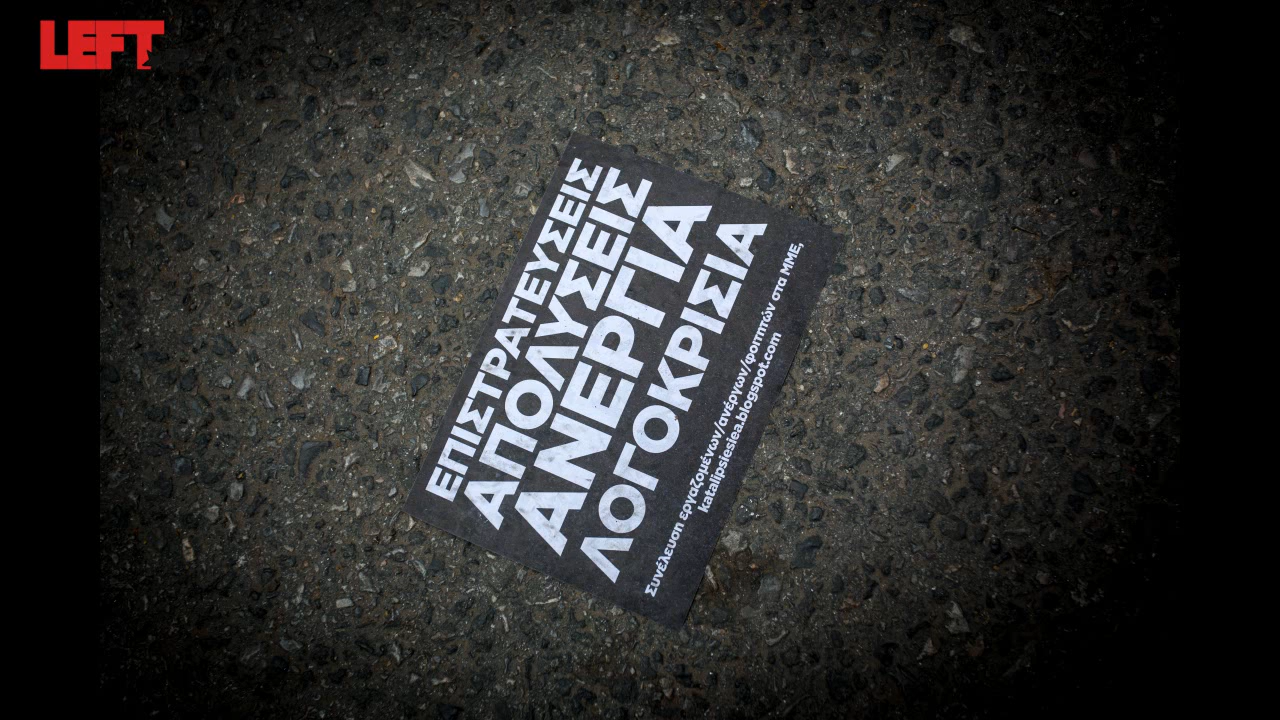 LEFT
ΕΠΙΣΤΡΑΤΕΥΣΕΙΣ
ΑΠΟΛΥΣΕΙΣ
ΑΝΕΡΓΙΑ
ΛΟΓΟΚΡΙΣΙΑ
Συνέλευση εργαζομένων/ανέργων/φοιτητών στα ΜΜΕ,
katalipsiesiea.blogspot.com